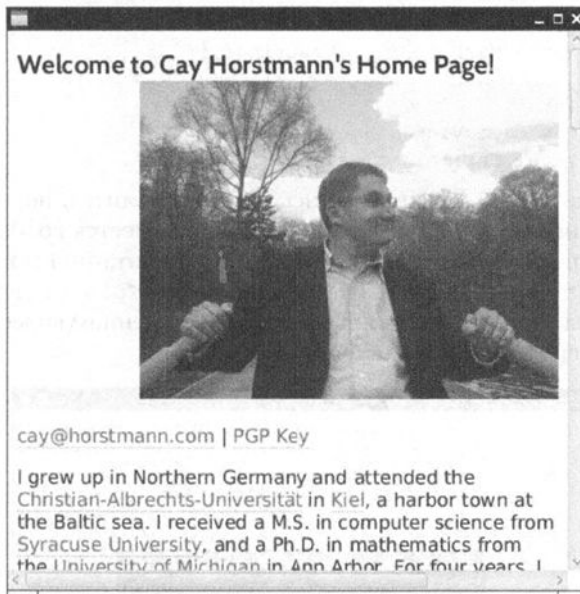 Welcome to Cay Horstmann's Home Page!
cay@horstmann.com | PGP Key
I grew up in Northern Germany and attended the
Christian-Albrechts-Universität in Kiel, a harbor town at
the Baltic sea. I received a M.S. in computer science from
Syracuse University, and a Ph.D. in mathematics from
the University of Michigan in Ann Arbor. For four years, I